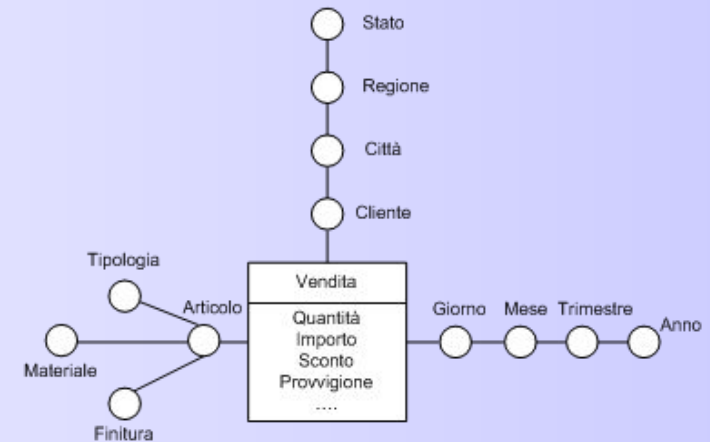 Stato
Regione
Città
Cliente
Tipologia
Articolo
Materiale
Finitura
Vendita
Quantità
Importo
Sconto
Provvigione
....
Giorno
Mese
Trimestre
Anno